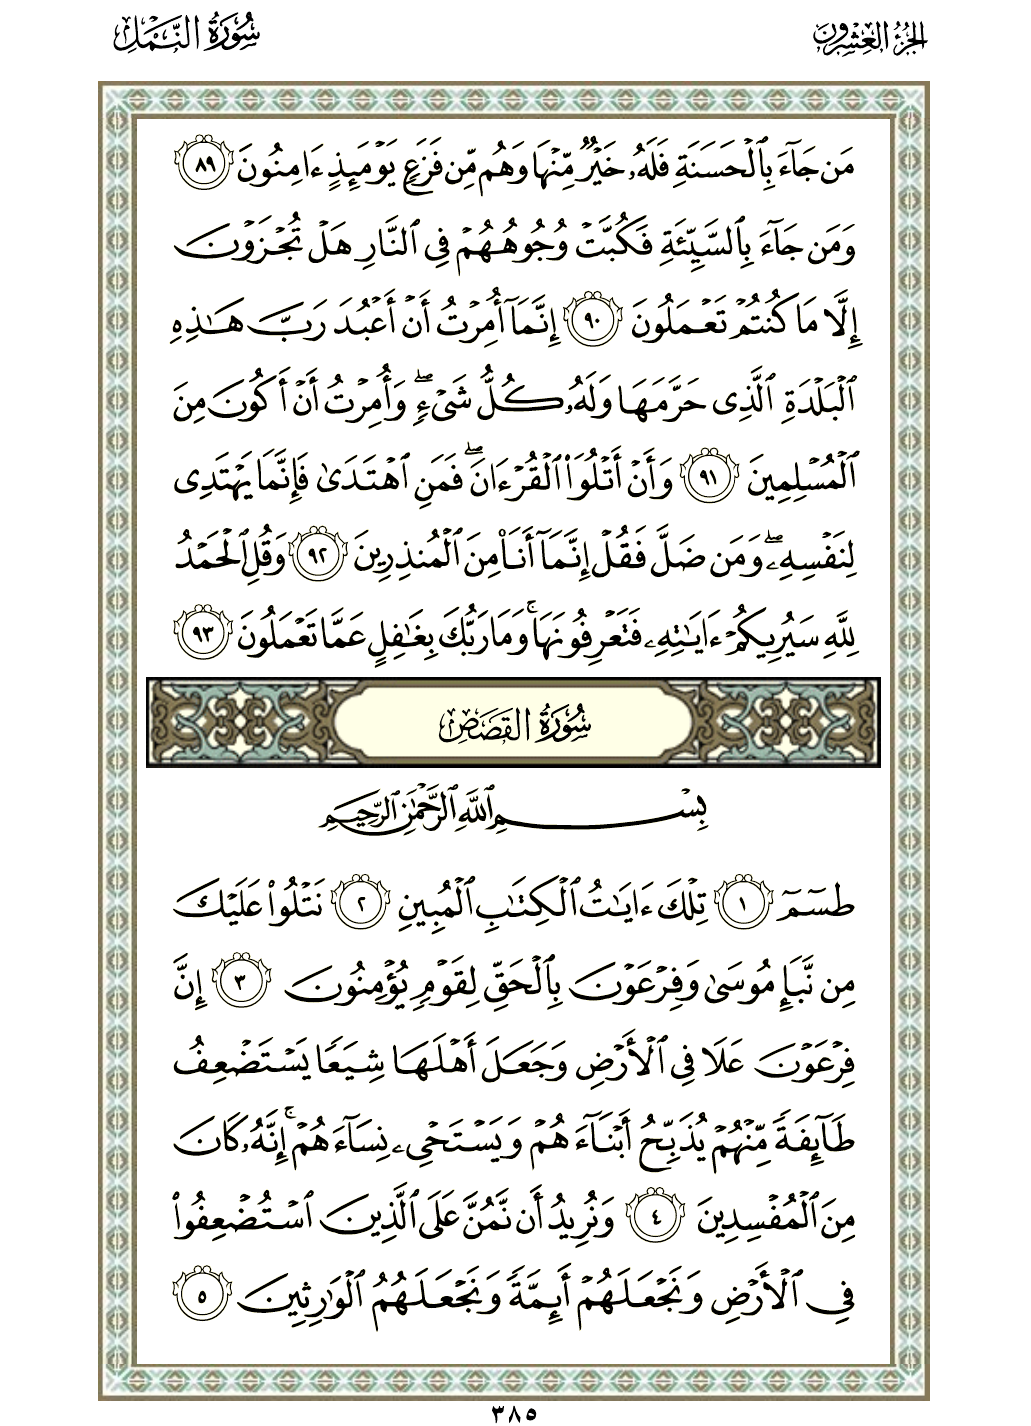 الجزء العشرون
سورة النمل
مَن جَآءَ بِٱلْحَسَنَةِ فَلَهُۥ خَيْرٌ مِّنْهَا وَهُم مِّن فَزَعٍ يَوْمَئِذٍ ءَامِنُونَ ٨٩
وَمَن جَآءَ بِٱلسَّيِّئَةِ فَكُبَّتْ وُجُوهُهُمْ فِى ٱلنَّارِ هَلْ تُجْزَوْنَ
إِلَّا مَا كُنتُمْ تَعْمَلُونَ ٩٠ إِنَّمَآ أُمِرْتُ أَنْ أَعْبُدَ رَبَّ هَٰذِهِ
ٱلْبَلْدَةِ ٱلَّذِى حَرَّمَهَا وَلَهُۥ كُلُّ شَىْءٍ ۖ وَأُمِرْتُ أَنْ أَكُونَ مِنَ
ٱلْمُسْلِمِينَ ٩١ وَأَنْ أَتْلُوَا۟ ٱلْقُرْءَانَ ۖ فَمَنِ ٱهْتَدَىٰ فَإِنَّمَا يَهْتَدِى
لِنَفْسِهِۦ ۖ وَمَن ضَلَّ فَقُلْ إِنَّمَآ أَنَا۠ مِنَ ٱلْمُنذِرِينَ ٩٢ وَقُلِ ٱلْحَمْدُ
لِلَّهِ سَيُرِيكُمْ ءَايَٰتِهِۦ فَتَعْرِفُونَهَا ۚ وَمَا رَبُّكَ بِغَٰفِلٍ عَمَّا تَعْمَلُونَ ٩٣
سورة القصص
بِسْمِ ٱللَّهِ ٱلرَّحْمَٰنِ ٱلرَّحِيمِ
طسٓمٓ ١ تِلْكَ ءَايَٰتُ ٱلْكِتَٰبِ ٱلْمُبِينِ ٢ نَتْلُوا۟ عَلَيْكَ
مِن نَّبَإِ مُوسَىٰ وَفِرْعَوْنَ بِٱلْحَقِّ لِقَوْمٍ يُؤْمِنُونَ ٣ إِنَّ
فِرْعَوْنَ عَلَا فِى ٱلْأَرْضِ وَجَعَلَ أَهْلَهَا شِيَعًا يَسْتَضْعِفُ
طَآئِفَةً مِّنْهُمْ يُذَبِّحُ أَبْنَآءَهُمْ وَيَسْتَحْىِۦ نِسَآءَهُمْ ۚ إِنَّهُۥ كَانَ
مِنَ ٱلْمُفْسِدِينَ ٤ وَنُرِيدُ أَن نَّمُنَّ عَلَى ٱلَّذِينَ ٱسْتُضْعِفُوا۟
فِى ٱلْأَرْضِ وَنَجْعَلَهُمْ أَئِمَّةً وَنَجْعَلَهُمُ ٱلْوَٰرِثِينَ ٥
٣٨٥